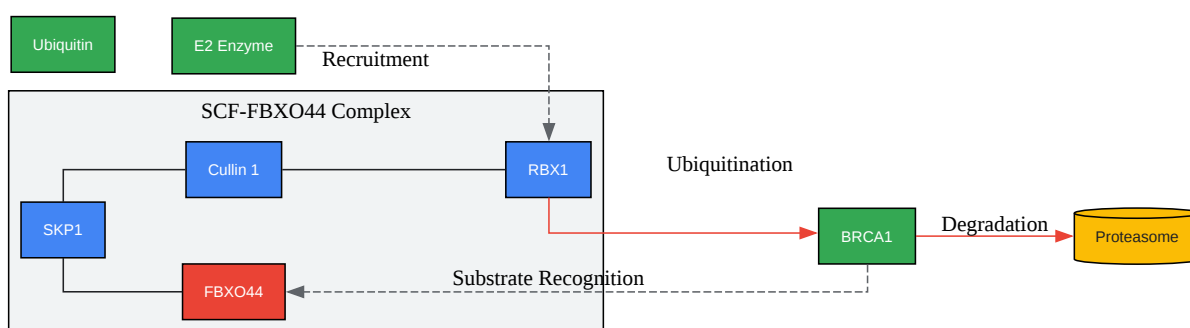 Ubiquitin
E2 Enzyme
Recruitment
SCF-FBXO44 Complex
Cullin 1
RBX1
Ubiquitination
SKP1
BRCA1
Degradation
Proteasome
FBXO44
Substrate Recognition